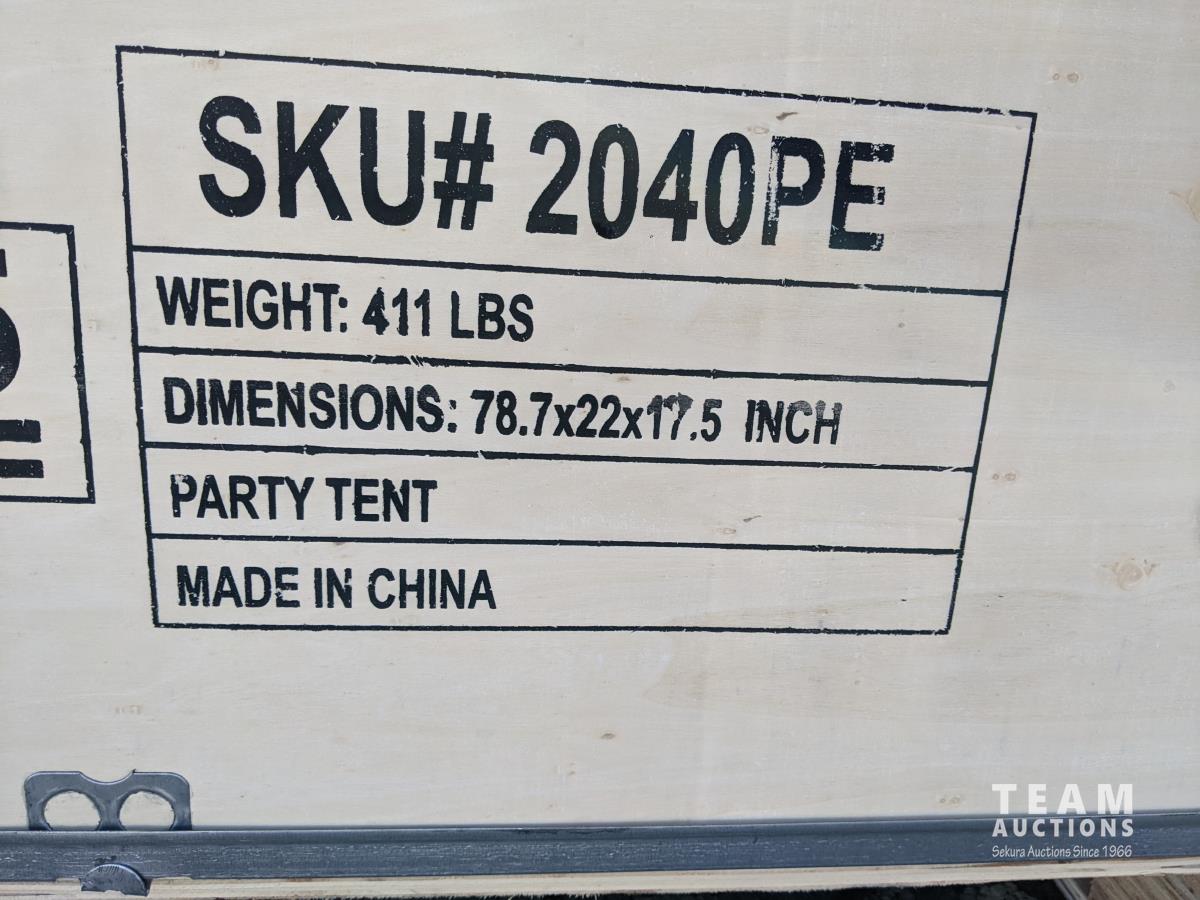 SKU# 2040PE
WEIGHT: 411 LBS
DIMENSIONS: 78.7x22x17.5 INCH
PARTY TENT
MADE IN CHINA
TEAM
AUCTIONS
Sekura Auctions Since 1966